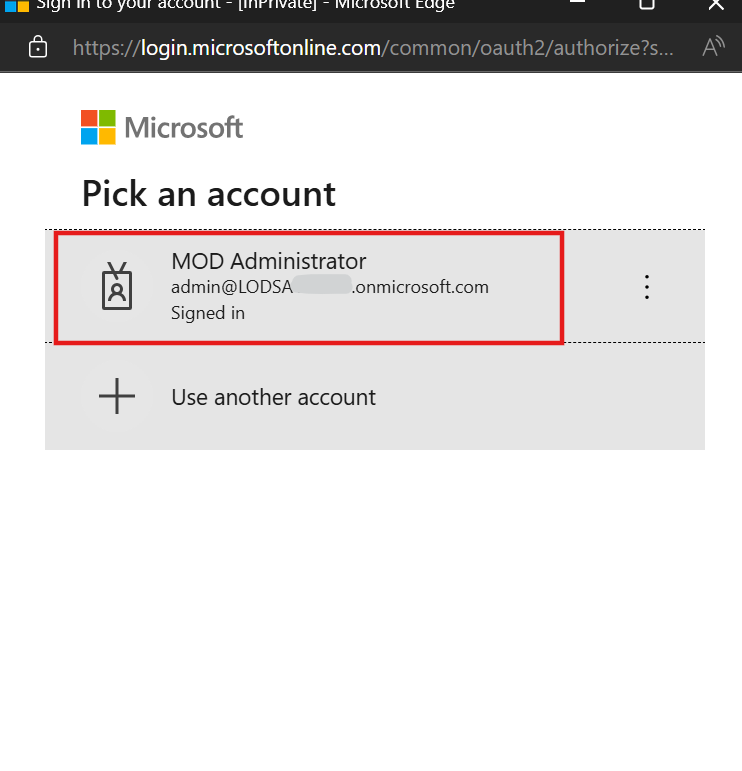 Sign in to your account - [InPrivate] - Microsoft Edge
https://login.microsoftonline.com/common/oauth2/authorize?s...
Microsoft
Pick an account
MOD Administrator
admin@LODSA .onmicrosoft.com
Signed in
Use another account